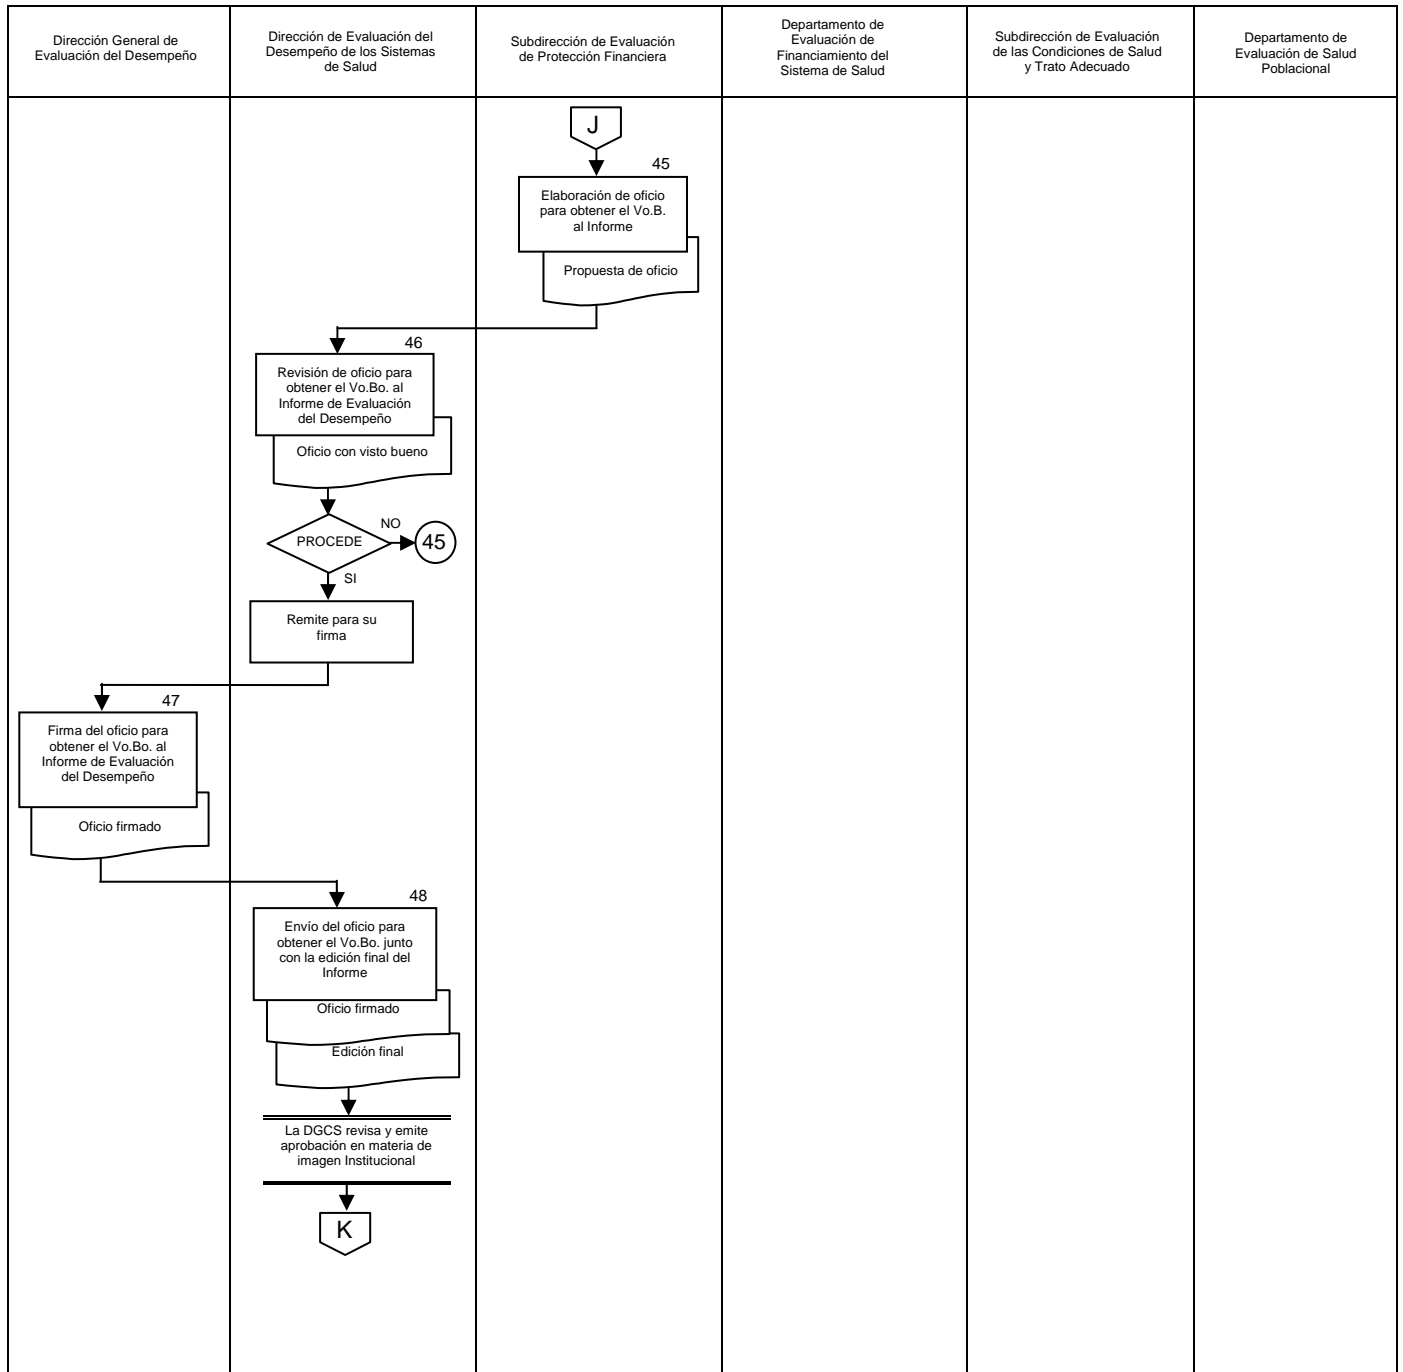 Dirección General de
Evaluación del Desempeño
Dirección de Evaluación del
Desempeño de los Sistemas
de Salud
Subdirección de Evaluación
de Protección Financiera
Departamento de
Evaluación de
Financiamiento del
Sistema de Salud
Subdirección de Evaluación
de las Condiciones de Salud
y Trato Adecuado
Departamento de
Evaluación de Salud
Poblacional
J
45
Elaboración de oficio
para obtener el Vo.B.
al Informe
Propuesta de oficio
46
Revisión de oficio para
obtener el Vo.Bo. al
Informe de Evaluación
del Desempeño
Oficio con visto bueno
NO
PROCEDE
45
SI
Remite para su
firma
47
Firma del oficio para
obtener el Vo.Bo. al
Informe de Evaluación
del Desempeño
Oficio firmado
48
Envío del oficio para
obtener el Vo.Bo. junto
con la edición final del
Informe
Oficio firmado
Edición final
La DGCS revisa y emite
aprobación en materia de
imagen Institucional
K